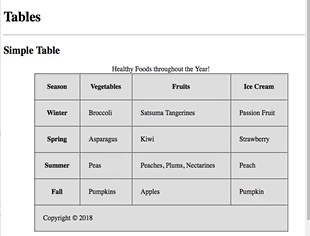 Tables
Simple Table
Healthy Foods throughout the Year!
Season Vegetables Fruits Ice Cream
Winter Broccoli Satsuma Tangerines Passion Fruit
Spring Asparagus Kiwi Strawberry
Summer Peas Peaches, Plums, Nectarines Peach
Fall Pumpkins Apples Pumpkin
Copyright © 2018